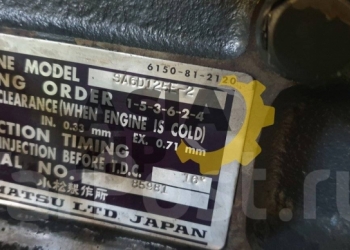 6150-81-2120
NE MODEL SA6D125E-2
NG ORDER 1-5-3-6-2-4
CLEARANCE (WHEN ENGINE IS COLD)
IN. 0.33 mm EX. 0.71 mm
CTION TIMING
INJECTION BEFORE T.D.C.
AL NO. 85981
小松製作所
MATSU LTD. JAPAN